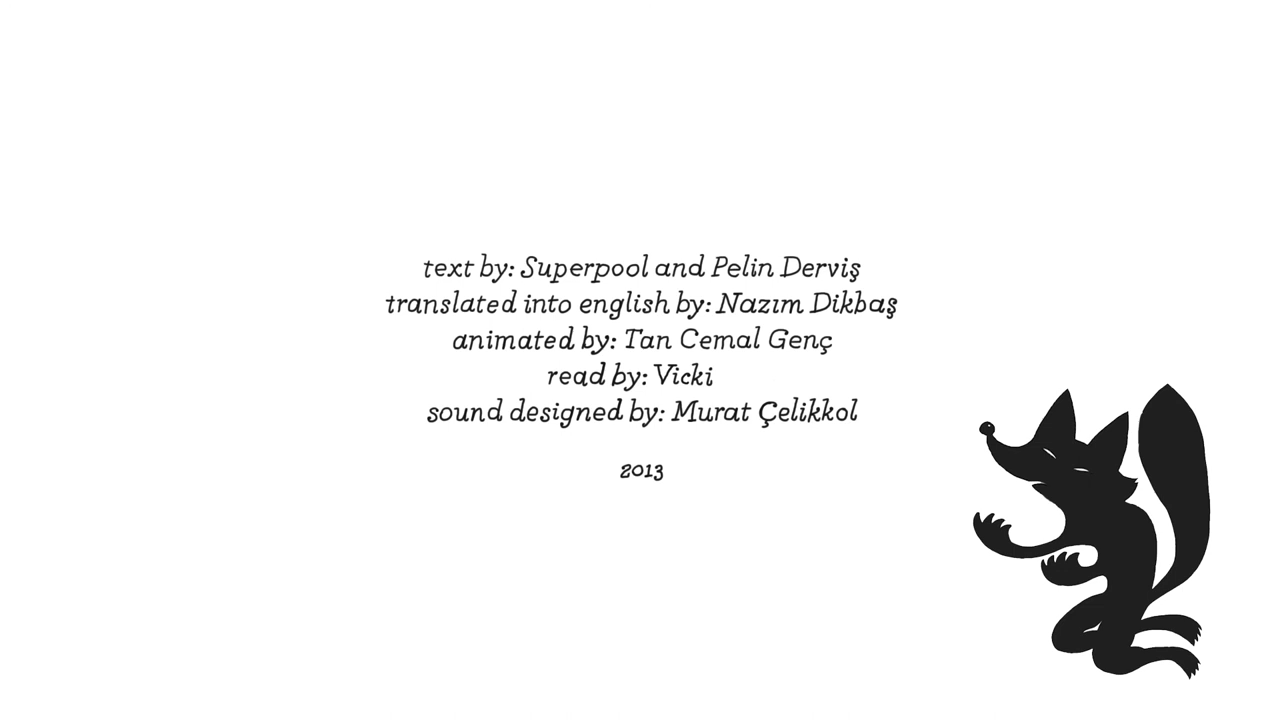 text by: Superpool and Pelin Derviş
translated into english by: Nazım Dikbaş
animated by: Tan Cemal Genç
read by: Vicki
sound designed by: Murat Çelikkol
2013